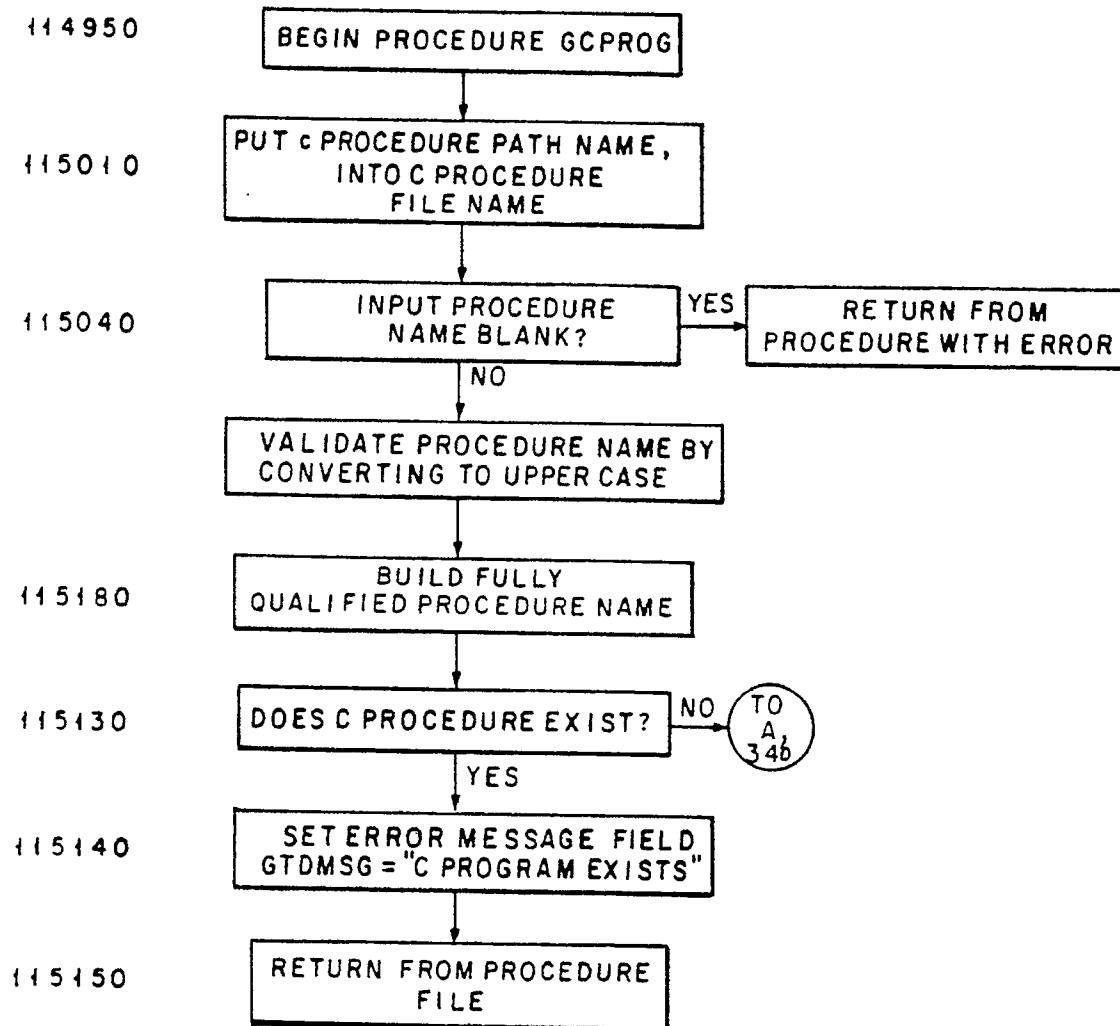 114950
BEGIN PROCEDURE GCPROG
115010
PUT c PROCEDURE PATH NAME,
INTO C PROCEDURE
FILE NAME
115040
INPUT PROCEDURE
NAME BLANK?
YES
RETURN FROM
PROCEDURE WITH ERROR
NO
VALIDATE PROCEDURE NAME BY
CONVERTING TO UPPER CASE
115180
BUILD FULLY
QUALIFIED PROCEDURE NAME
115130
DOES C PROCEDURE EXIST?
NO
TO
A,
34b
YES
115140
SET ERROR MESSAGE FIELD
GTDMSG = "C PROGRAM EXISTS"
115150
RETURN FROM PROCEDURE
FILE